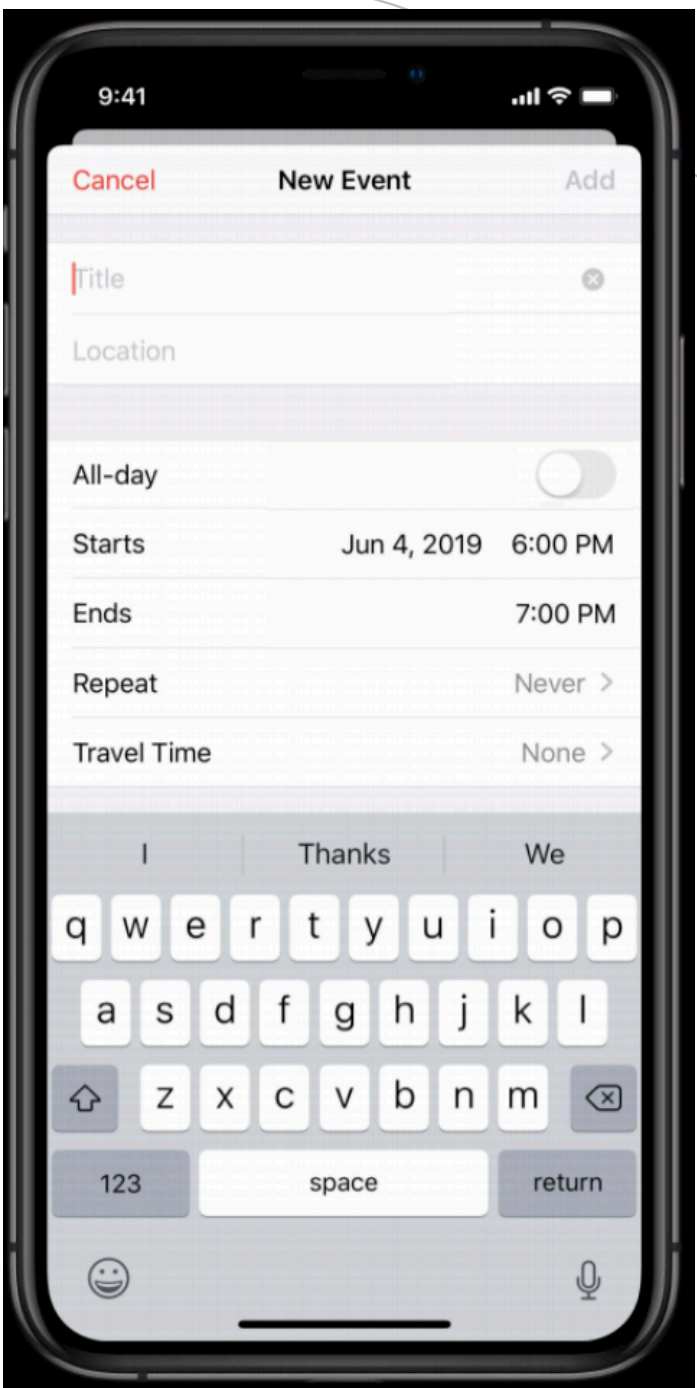 9:41
Cancel New Event Add
Title
Location
All-day
Starts Jun 4, 2019 6:00 PM
Ends 7:00 PM
Repeat Never
Travel Time None
I Thanks We
q w e r t y u i o p
a s d f g h j k l
z x c v b n m
123 space return